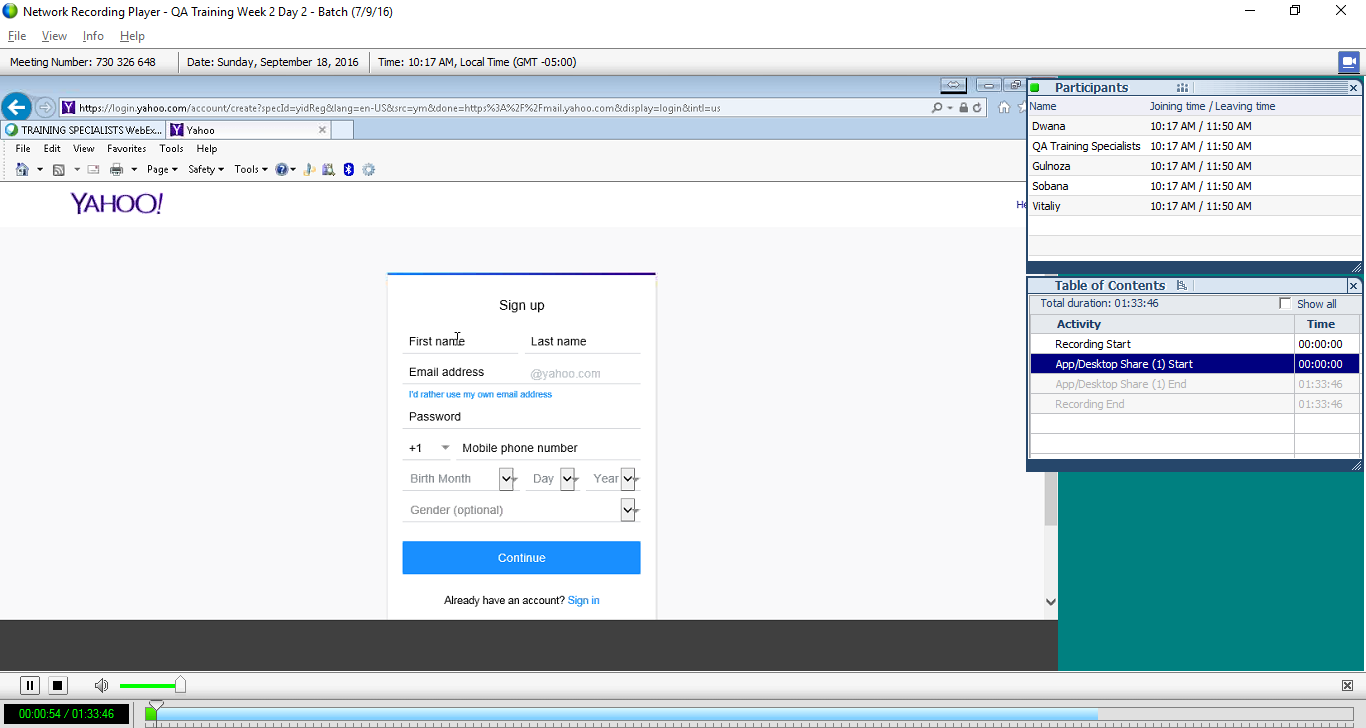 Network Recording Player - QA Training Week 2 Day 2 - Batch (7/9/16)
File View Info Help
Meeting Number: 730 326 648 Date: Sunday, September 18, 2016 Time: 10:17 AM, Local Time (GMT -05:00)
https://login.yahoo.com/account/create?specId=yidReg&lang=en-US&src=ym&done=https%3A%2F%2Fmail.yahoo.com&display=login&intl=us
TRAINING SPECIALISTS WebEx... Yahoo
File Edit View Favorites Tools Help
Page Safety Tools
YAHOO!
Sign up
First name Last name
Email address @yahoo.com
I'd rather use my own email address
Password
+1 Mobile phone number
Birth Month Day Year
Gender (optional)
Continue
Already have an account? Sign in
Participants
Name Joining time / Leaving time
Dwana 10:17 AM / 11:50 AM
QA Training Specialists 10:17 AM / 11:50 AM
Gulnoza 10:17 AM / 11:50 AM
Sobana 10:17 AM / 11:50 AM
Vitaliy 10:17 AM / 11:50 AM
Table of Contents
Total duration: 01:33:46 Show all
Activity Time
Recording Start 00:00:00
App/Desktop Share (1) Start 00:00:00
App/Desktop Share (1) End 01:33:46
Recording End 01:33:46
00:00:54 / 01:33:46